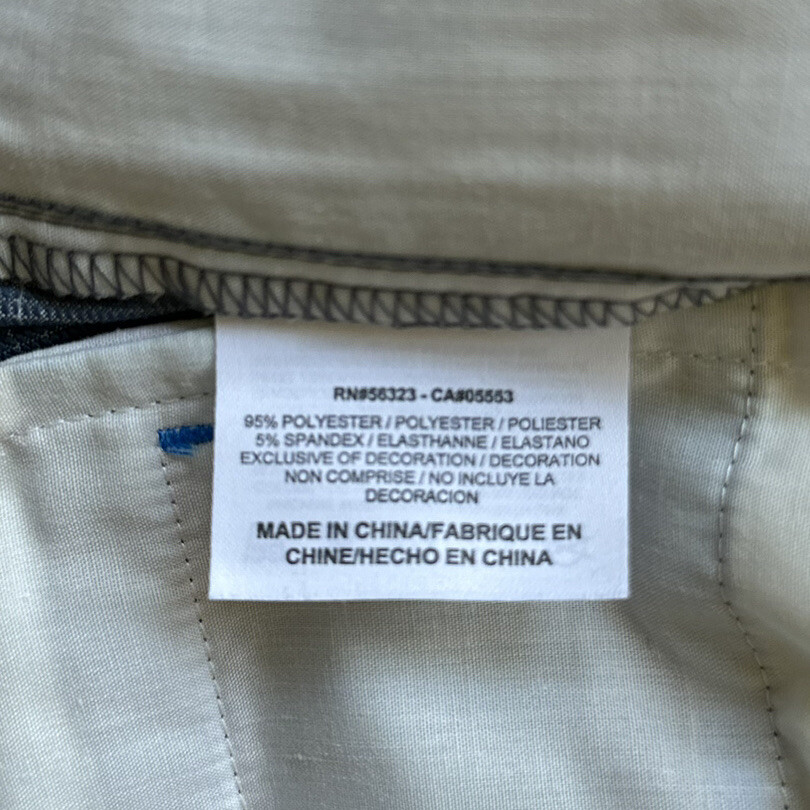 RN#56323 - CA#05553
95% POLYESTER / POLYESTER / POLIESTER
5% SPANDEX / ELASTHANNE / ELASTANO
EXCLUSIVE OF DECORATION / DECORATION
NON COMPRISE / NO INCLUYE LA
DECORACION
MADE IN CHINA/FABRIQUE EN
CHINE/HECHO EN CHINA